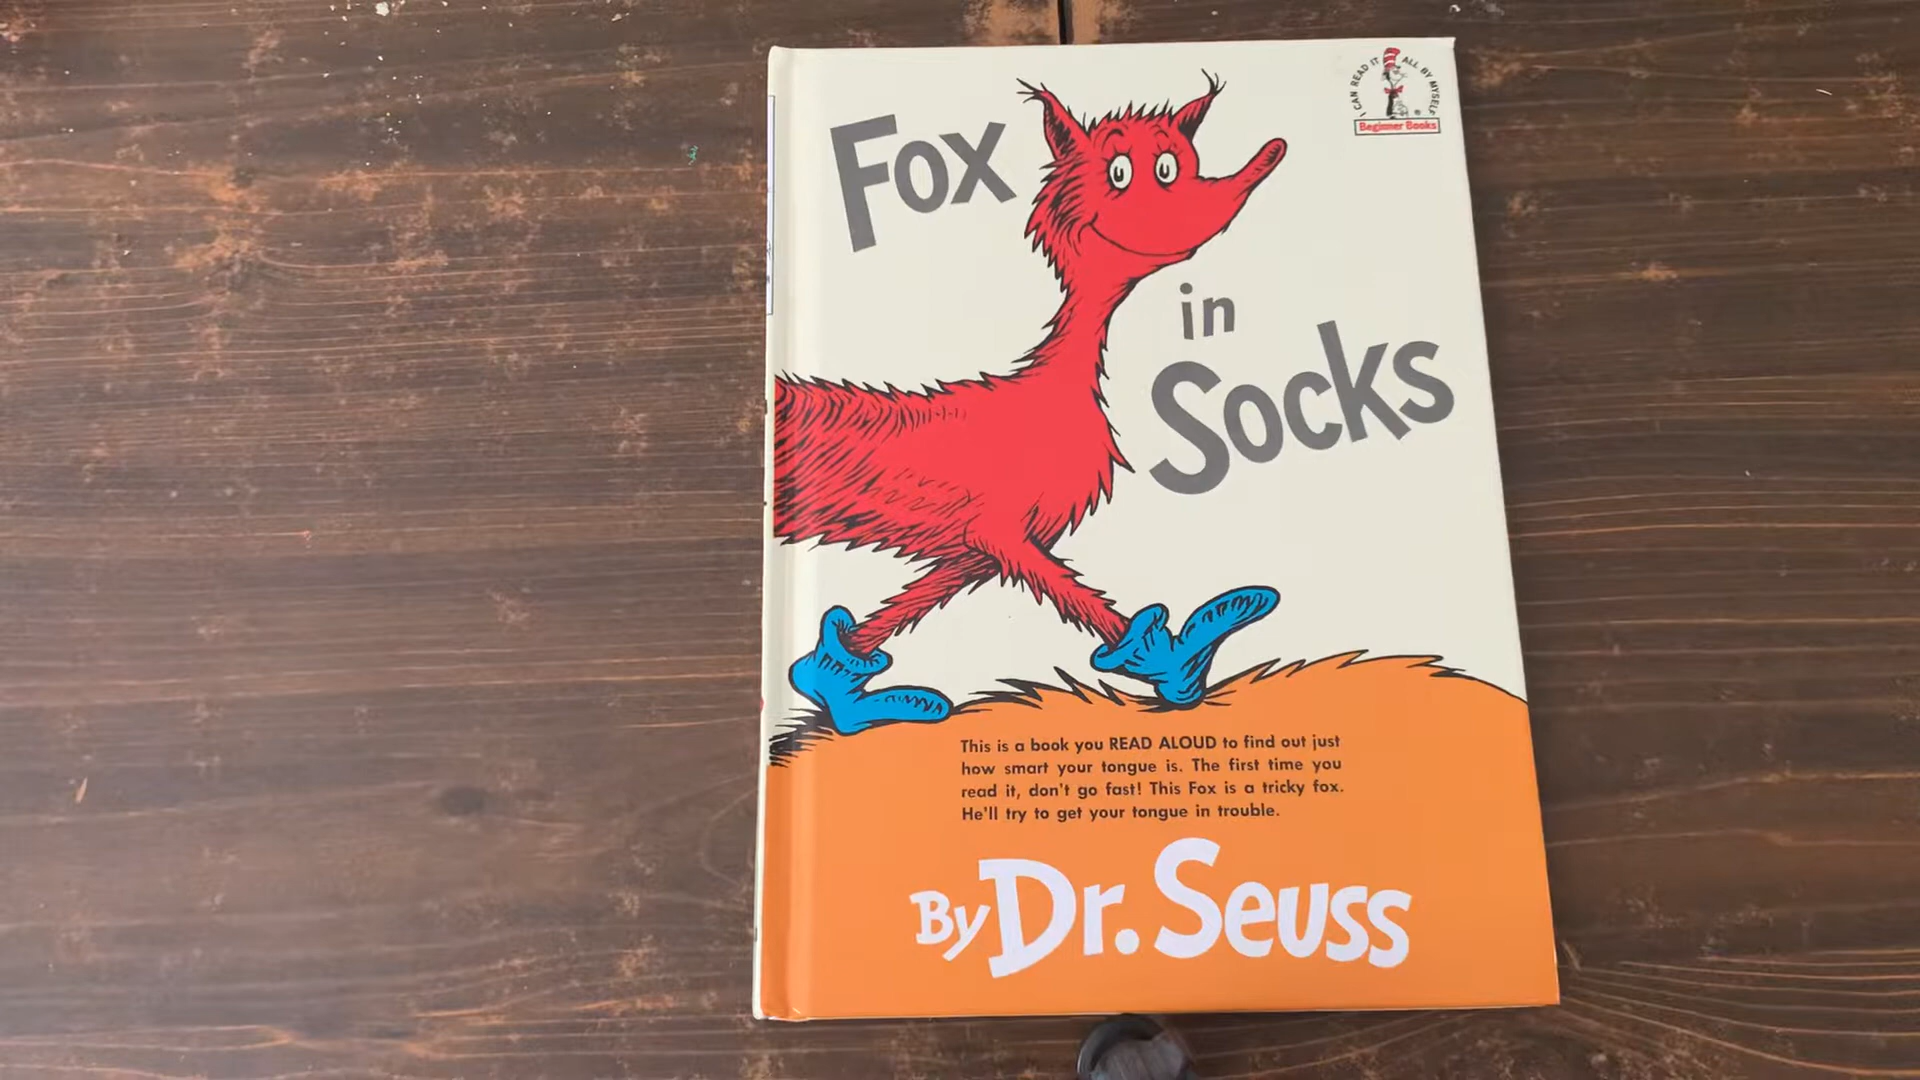 Fox
in
Socks
I CAN READ IT ALL BY MYSELF
Beginner Books
This is a book you READ ALOUD to find out just
how smart your tongue is. The first time you
read it, don't go fast! This Fox is a tricky fox.
He'll try to get your tongue in trouble.
By Dr. Seuss